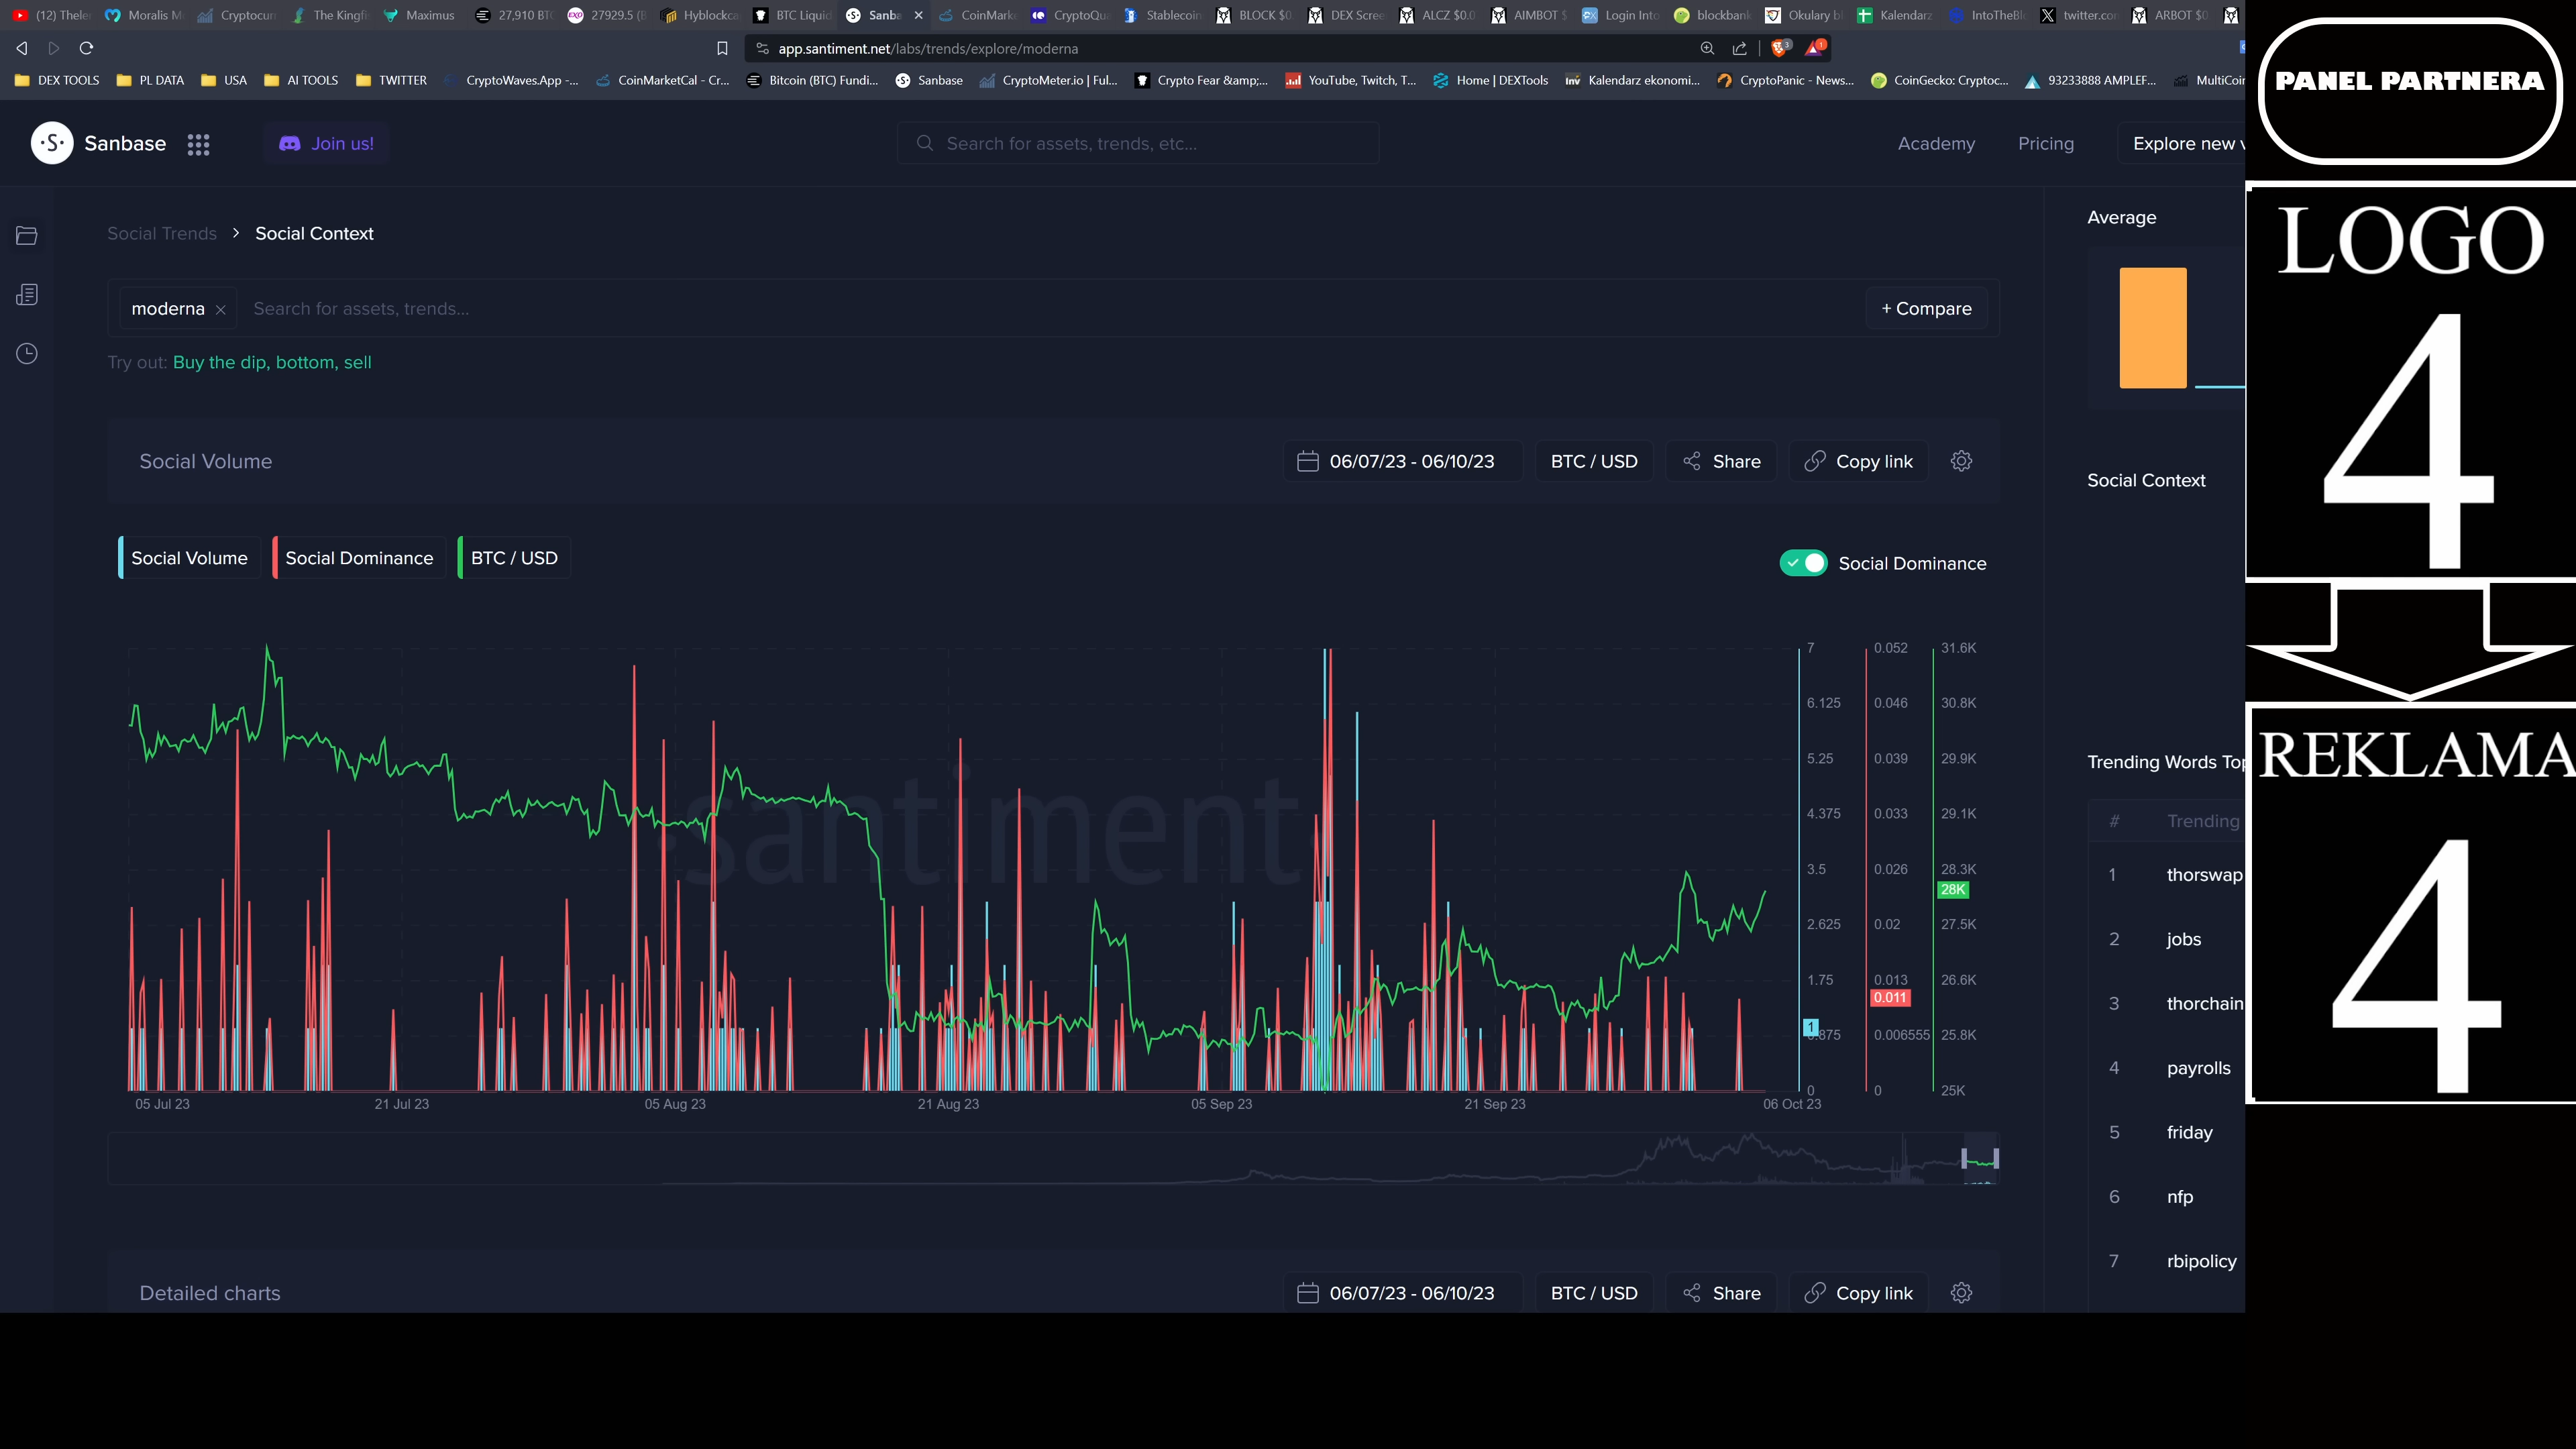 (12) Theler
Moralis M
Cryptocur
The Kingfi
Maximus
27,910 BTC
27929.5 (B
Hyblockca
BTC Liquid
Sanba
CoinMark
CryptoQua
Stablecoin
BLOCK $0
DEX Scree
ALCZ $0.0
AIMBOT $
Login Into
blockbank
Okulary bl
Kalendarz
IntoTheBl
twitter.con
ARBOT $0
app.santiment.net/labs/trends/explore/moderna
3
1
DEX TOOLS
PL DATA
USA
AI TOOLS
TWITTER
CryptoWaves.App -...
CoinMarketCal - Cr...
Bitcoin (BTC) Fundi...
Sanbase
CryptoMeter.io | Ful...
Crypto Fear &amp;...
YouTube, Twitch, T...
Home | DEXTools
Kalendarz ekonomi...
CryptoPanic - News...
CoinGecko: Cryptoc...
93233888 AMPLEF...
MultiCoi
PANEL PARTNERA
·S·
Sanbase
Join us!
Search for assets, trends, etc...
Academy
Pricing
Explore new v
Social Trends > Social Context
moderna ×
Search for assets, trends...
+ Compare
Try out: Buy the dip, bottom, sell
Social Volume
06/07/23 - 06/10/23
BTC / USD
Share
Copy link
Social Volume
Social Dominance
BTC / USD
Social Dominance
·santiment·
7
6.125
5.25
4.375
3.5
2.625
1.75
1
0.875
0
0.052
0.046
0.039
0.033
0.026
0.02
0.013
0.011
0.006555
0
31.6K
30.8K
29.9K
29.1K
28.3K
28K
27.5K
26.6K
25.8K
25K
05 Jul 23
21 Jul 23
05 Aug 23
21 Aug 23
05 Sep 23
21 Sep 23
06 Oct 23
Detailed charts
06/07/23 - 06/10/23
BTC / USD
Share
Copy link
Average
Social Context
Trending Words Top
# Trending
1 thorswap
2 jobs
3 thorchain
4 payrolls
5 friday
6 nfp
7 rbipolicy
LOGO
4
REKLAMA
4